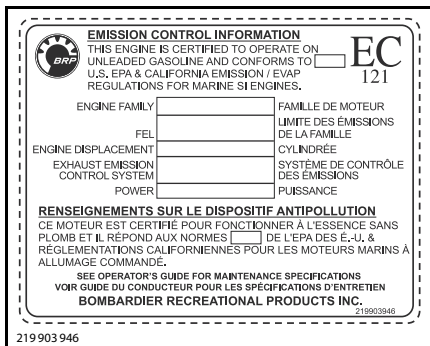 EMISSION CONTROL INFORMATION
THIS ENGINE IS CERTIFIED TO OPERATE ON
UNLEADED GASOLINE AND CONFORMS TO
U.S. EPA & CALIFORNIA EMISSION / EVAP
REGULATIONS FOR MARINE SI ENGINES.
BRP
EC
121
ENGINE FAMILY FAMILLE DE MOTEUR
FEL LIMITE DES ÉMISSIONS
DE LA FAMILLE
ENGINE DISPLACEMENT CYLINDRÉE
EXHAUST EMISSION SYSTÈME DE CONTRÔLE
CONTROL SYSTEM DES ÉMISSIONS
POWER PUISSANCE
RENSEIGNEMENTS SUR LE DISPOSITIF ANTIPOLLUTION
CE MOTEUR EST CERTIFIÉ POUR FONCTIONNER À L'ESSENCE SANS
PLOMB ET IL RÉPOND AUX NORMES DE L'EPA DES É.-U. &
RÉGLEMENTATIONS CALIFORNIENNES POUR LES MOTEURS MARINS À
ALLUMAGE COMMANDÉ.
SEE OPERATOR'S GUIDE FOR MAINTENANCE SPECIFICATIONS
VOIR GUIDE DU CONDUCTEUR POUR LES SPÉCIFICATIONS D'ENTRETIEN
BOMBARDIER RECREATIONAL PRODUCTS INC.
219903946
219 903 946